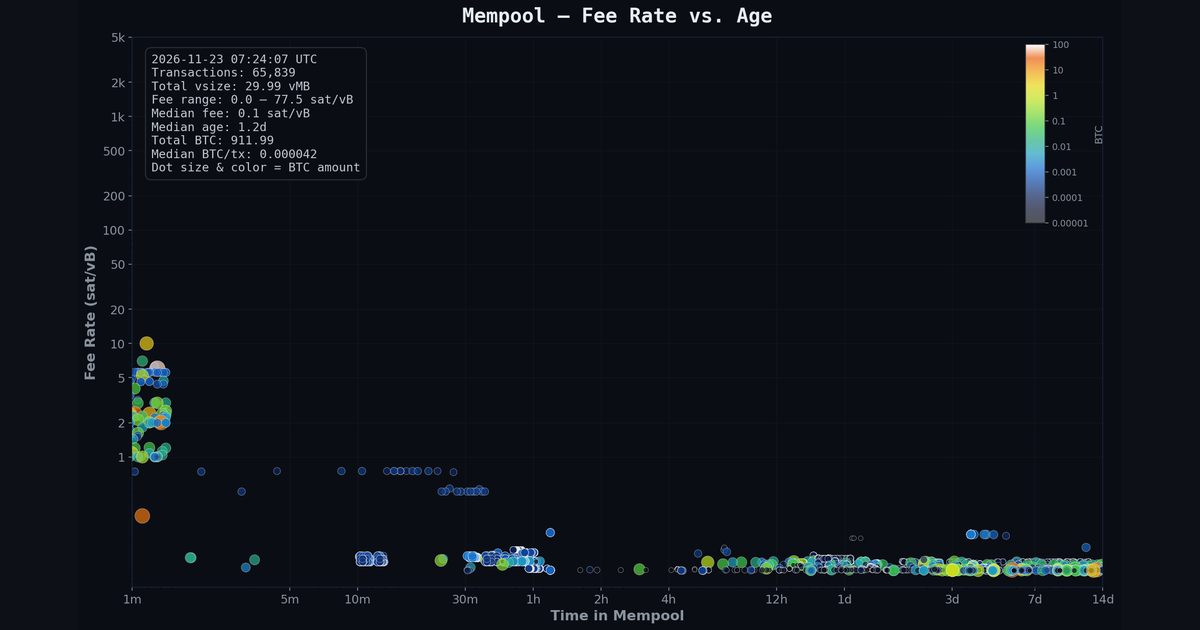 Mempool — Fee Rate vs. Age
2026-11-23 07:24:07 UTC
Transactions: 65,839
Total vsize: 29.99 vMB
Fee range: 0.0 – 77.5 sat/vB
Median fee: 0.1 sat/vB
Median age: 1.2d
Total BTC: 911.99
Median BTC/tx: 0.000042
Dot size & color = BTC amount
Fee Rate (sat/vB)
5k
2k
1k
500
200
100
50
20
10
5
2
1
100
10
1
0.1
0.01
0.001
0.0001
0.00001
BTC
1m 5m 10m 30m 1h 2h 4h 12h 1d 3d 7d 14d
Time in Mempool